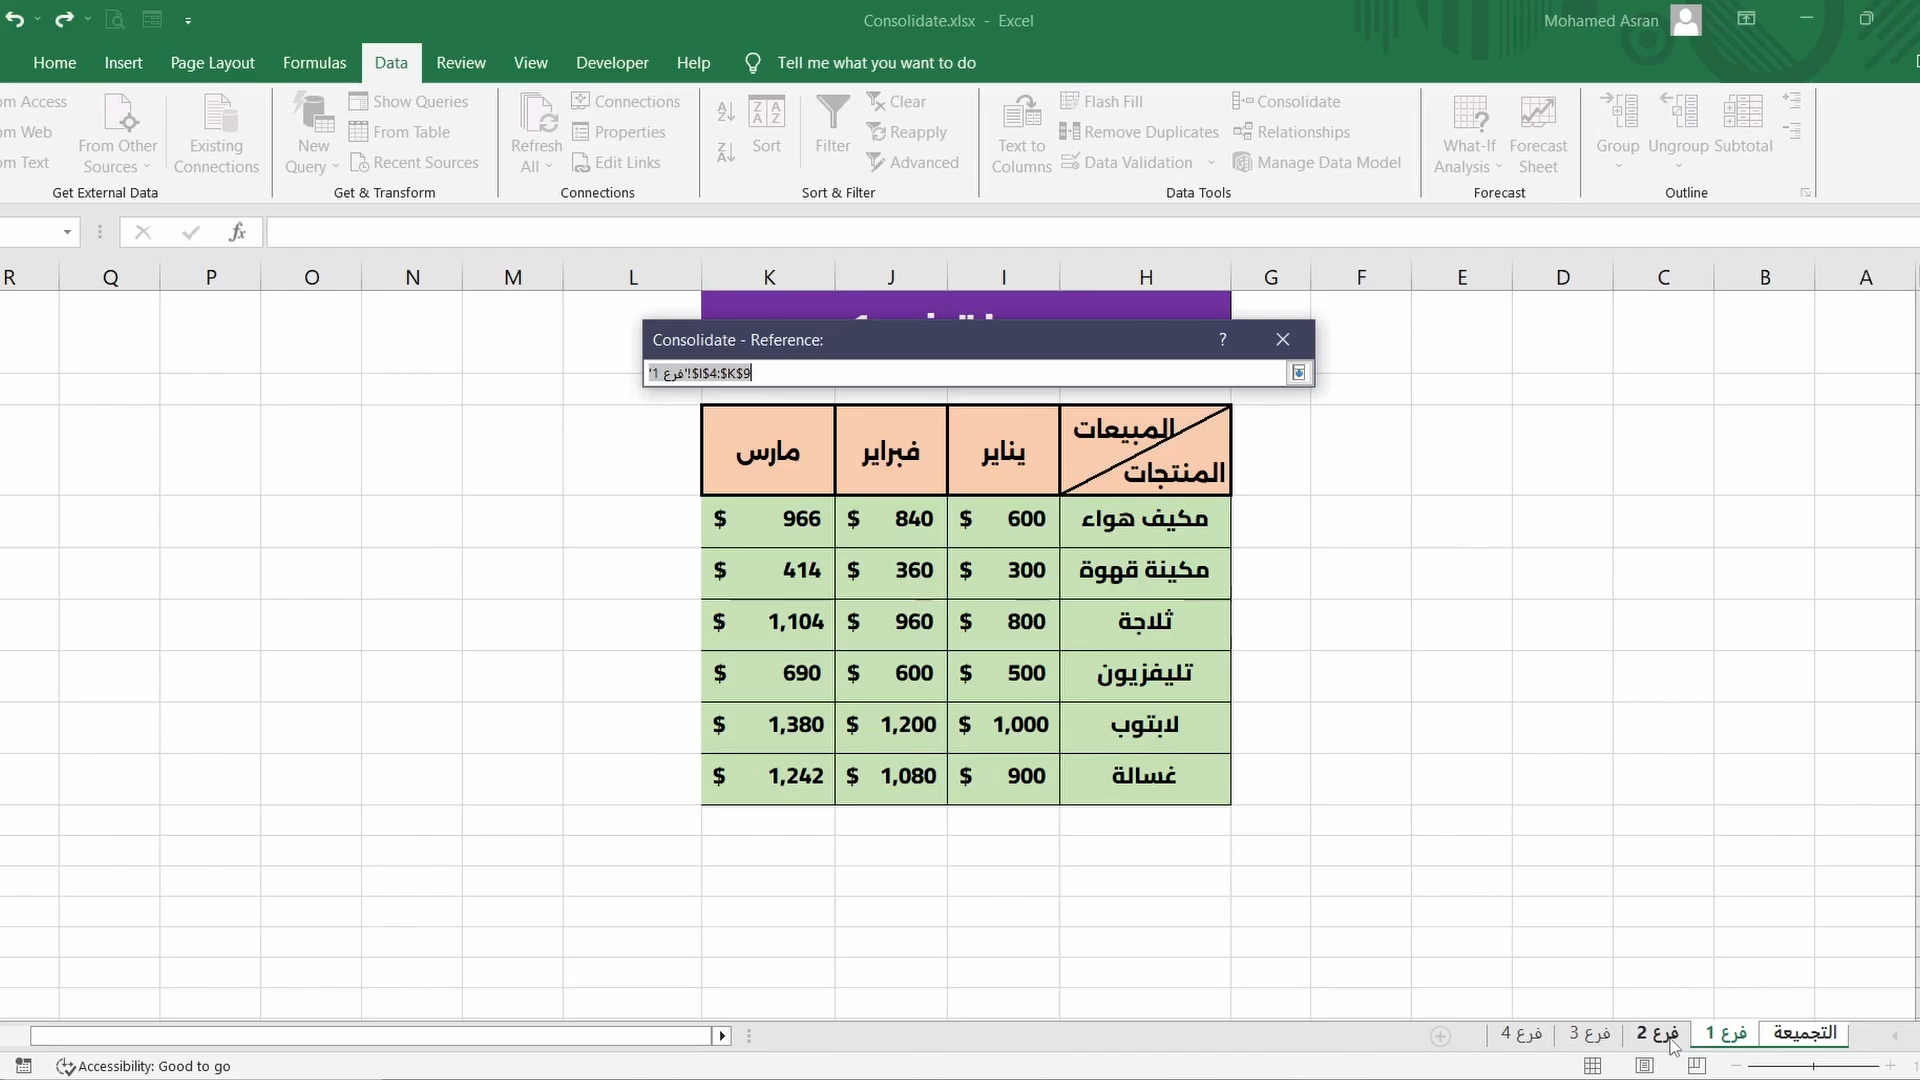 Consolidate.xlsx - Excel
Mohamed Asran
Home Insert Page Layout Formulas Data Review View Developer Help Tell me what you want to do
om Access
om Web
om Text
From Other Sources
Existing Connections
Get External Data
New Query
Show Queries
From Table
Recent Sources
Get & Transform
Refresh All
Connections
Properties
Edit Links
Connections
Sort
Filter
Clear
Reapply
Advanced
Sort & Filter
Text to Columns
Flash Fill
Remove Duplicates
Data Validation
Consolidate
Relationships
Manage Data Model
Data Tools
What-If Analysis
Forecast Sheet
Forecast
Group
Ungroup
Subtotal
Outline
fx
R Q P O N M L K J I H G F E D C B A
Consolidate - Reference: ?
'فرع 1'!$I$4:$K$9
المبيعات
المنتجات يناير فبراير مارس
مكيف هواء $ 600 $ 840 $ 966
مكينة قهوة $ 300 $ 360 $ 414
ثلاجة $ 800 $ 960 $ 1,104
تليفزيون $ 500 $ 600 $ 690
لابتوب $ 1,000 $ 1,200 $ 1,380
غسالة $ 900 $ 1,080 $ 1,242
التجميعة فرع 1 فرع 2 فرع 3 فرع 4
Accessibility: Good to go